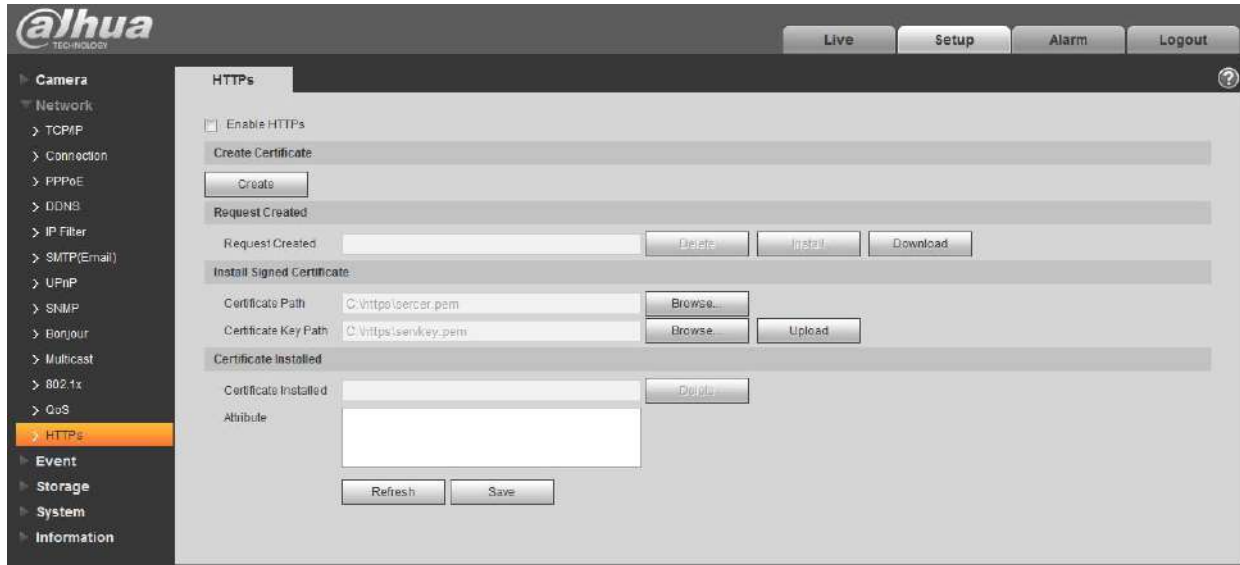 alhua
TECHNOLOGY
Live Setup Alarm Logout
Camera
HTTPs
Network
TCP/IP
Enable HTTPs
Connection
Create Certificate
PPPoE
Create
DDNS
Request Created
IP Filter
Request Created Delete Install Download
SMTP(Email)
Install Signed Certificate
UPnP
SNMP
Certificate Path C:\https\sercer.pem Browse...
Bonjour
Certificate Key Path C:\https\servkey.pem Browse... Upload
Multicast
Certificate Installed
802.1x
Certificate Installed Delete
QoS
Attribute
HTTPs
Event
Storage
Refresh Save
System
Information